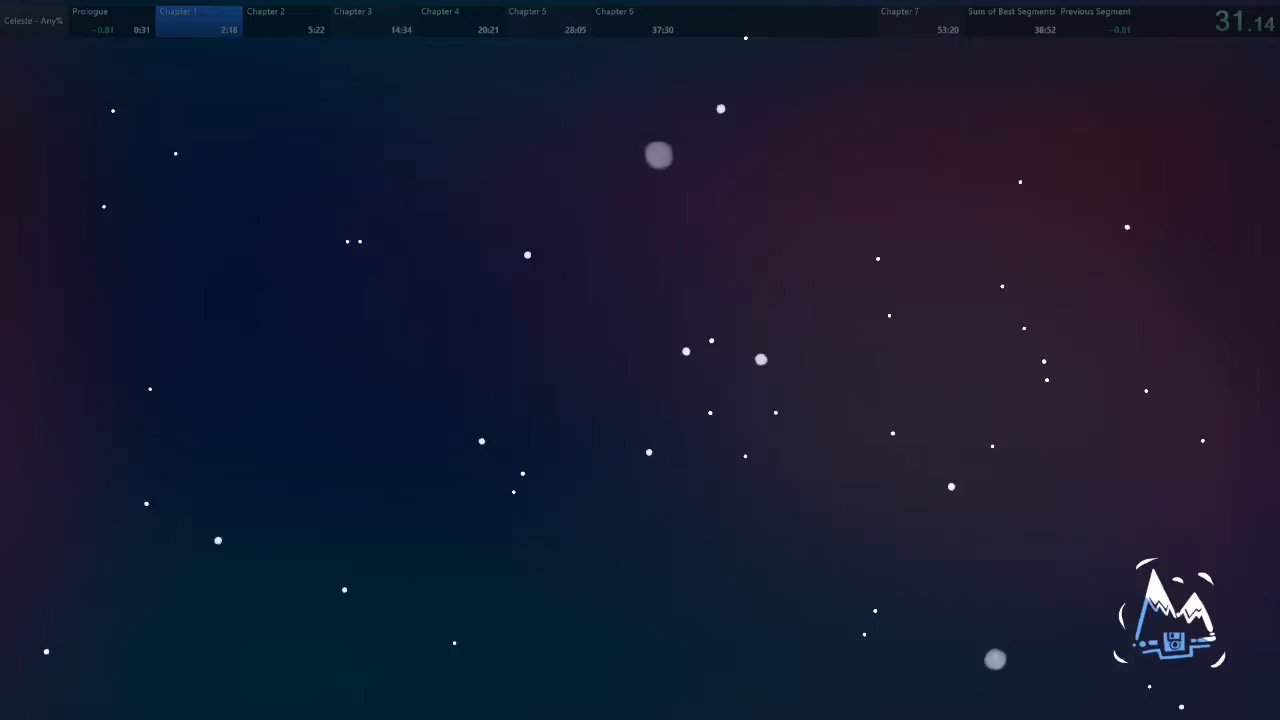 Celeste - Any%
Prologue
-0.81 0:31
Chapter 1
2:18
Chapter 2
5:22
Chapter 3
14:34
Chapter 4
20:21
Chapter 5
28:05
Chapter 6
37:30
Chapter 7
53:20
Sum of Best Segments
38:52
Previous Segment
-0.81
31.14